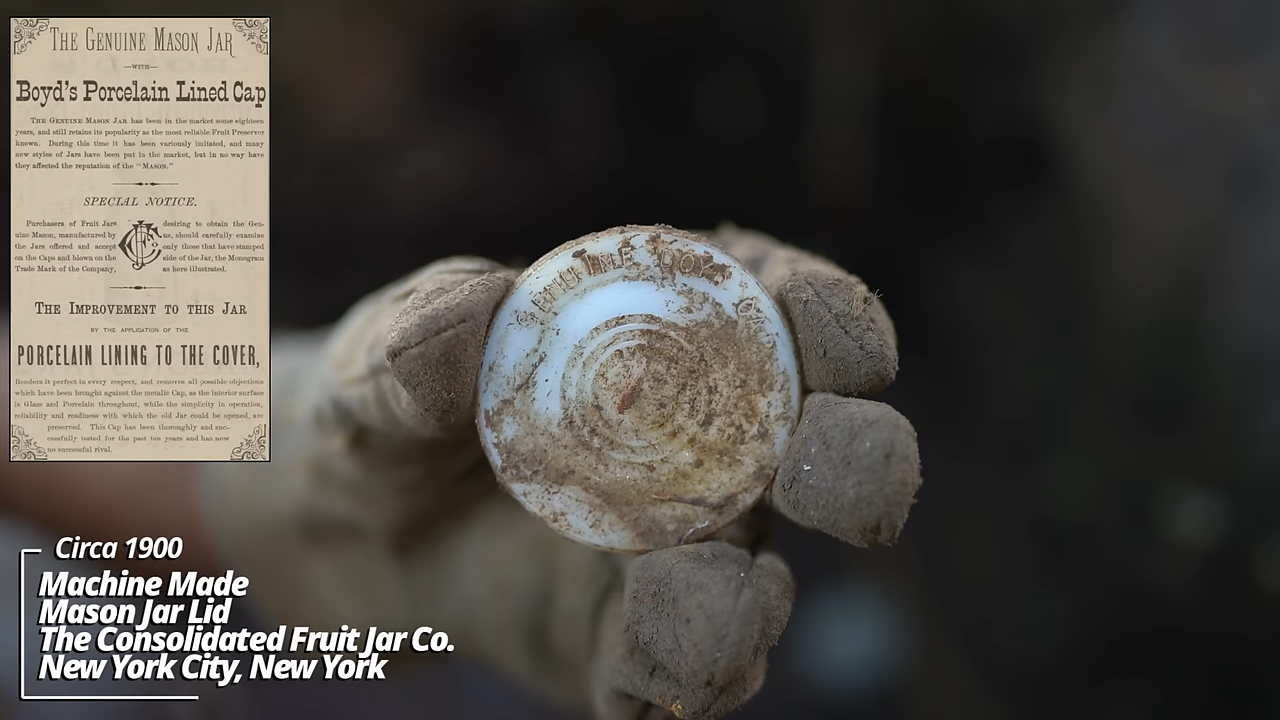 THE GENUINE MASON JAR
—WITH—
Boyd's Porcelain Lined Cap
THE GENUINE MASON JAR has been in the market some eighteen
years, and still retains its popularity as the most reliable Fruit Preserver
known. During this time it has been variously imitated, and many
new styles of Jars have been put in the market, but in no way have
they affected the reputation of the "MASON."
SPECIAL NOTICE.
Purchasers of Fruit Jars desiring to obtain the Gen-
uine Mason, manufactured by us, should carefully examine
the Jars offered and accept only those that have stamped
on the Caps and blown on the side of the Jar, the Monogram
Trade Mark of the Company, as here illustrated.
THE IMPROVEMENT TO THIS JAR
BY THE APPLICATION OF THE
PORCELAIN LINING TO THE COVER,
Renders it perfect in every respect, and removes all possible objections
which have been brought against the metalic Cap, as the interior surface
is Glass and Porcelain throughout, while the simplicity in operation,
reliability and readiness with which the old Jar could be opened, are
preserved. This Cap has been thoroughly and suc-
cessfully tested for the past ten years and has now
no successful rival.
GENUINE BOYD CAP
Circa 1900
Machine Made
Mason Jar Lid
The Consolidated Fruit Jar Co.
New York City, New York